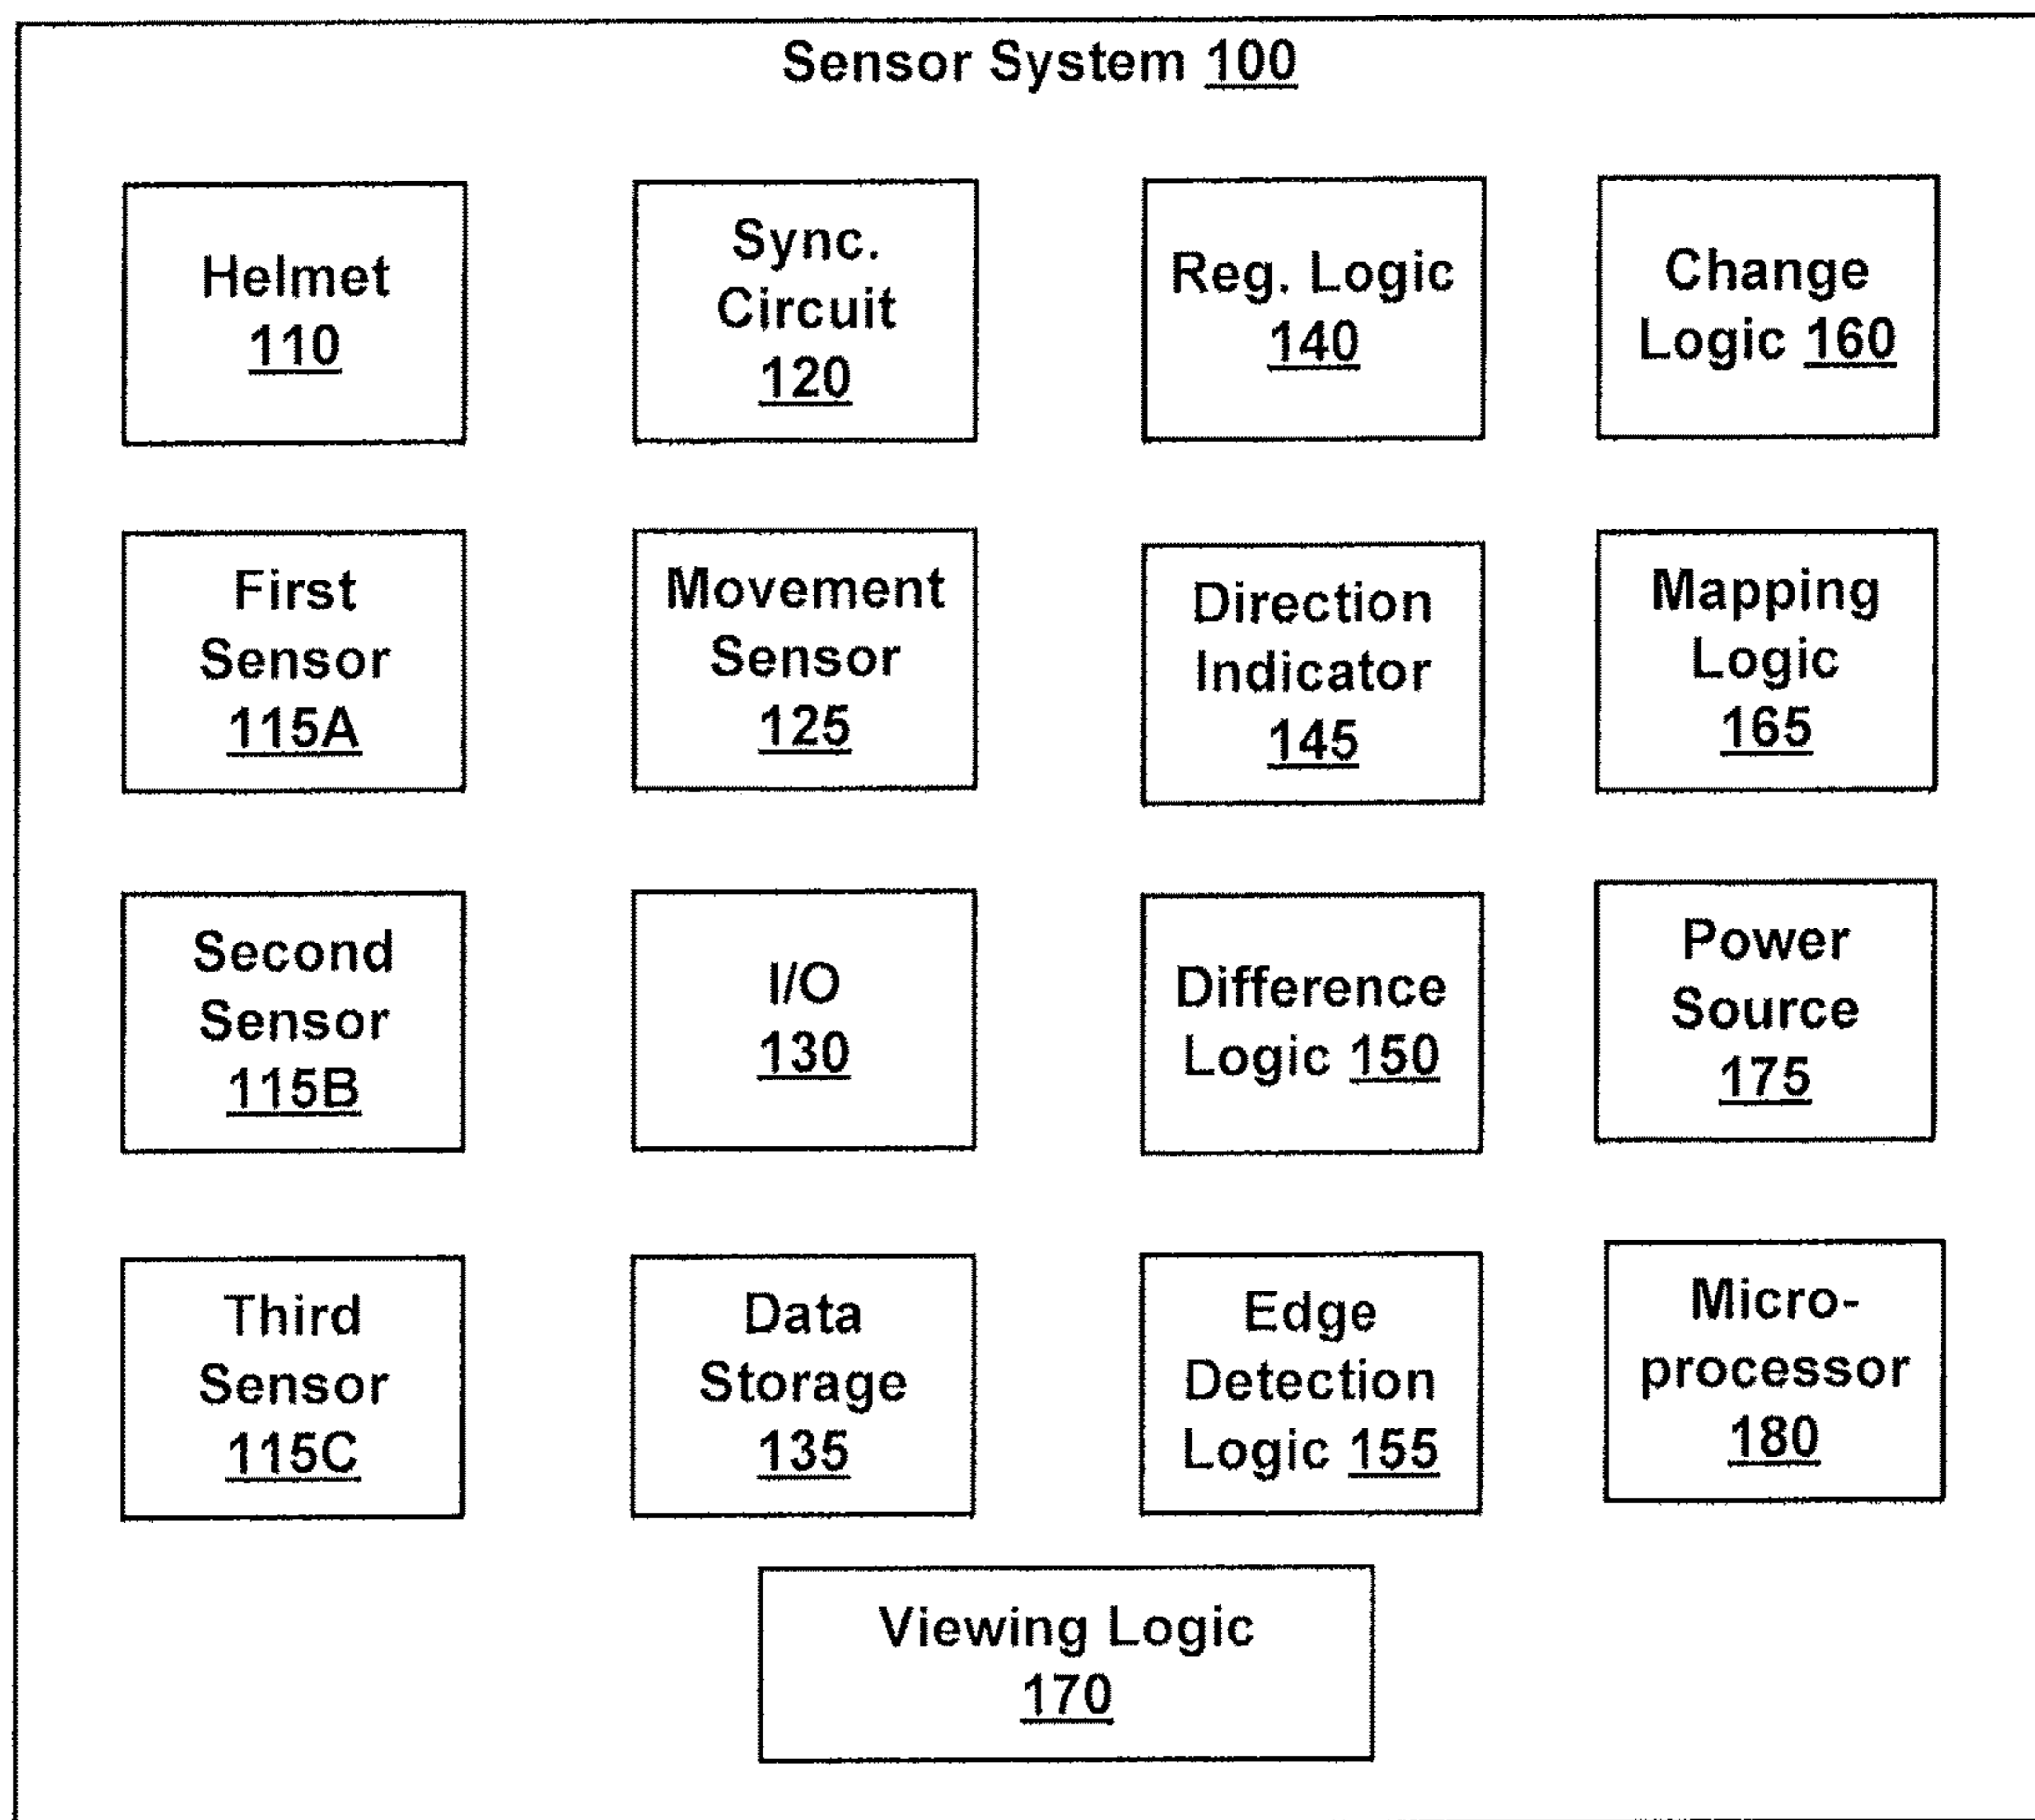 Sensor System 100
Helmet
110
Sync.
Circuit
120
Reg. Logic
140
Change
Logic 160
First
Sensor
115A
Movement
Sensor
125
Direction
Indicator
145
Mapping
Logic
165
Second
Sensor
115B
I/O
130
Difference
Logic 150
Power
Source
175
Third
Sensor
115C
Data
Storage
135
Edge
Detection
Logic 155
Micro-
processor
180
Viewing Logic
170